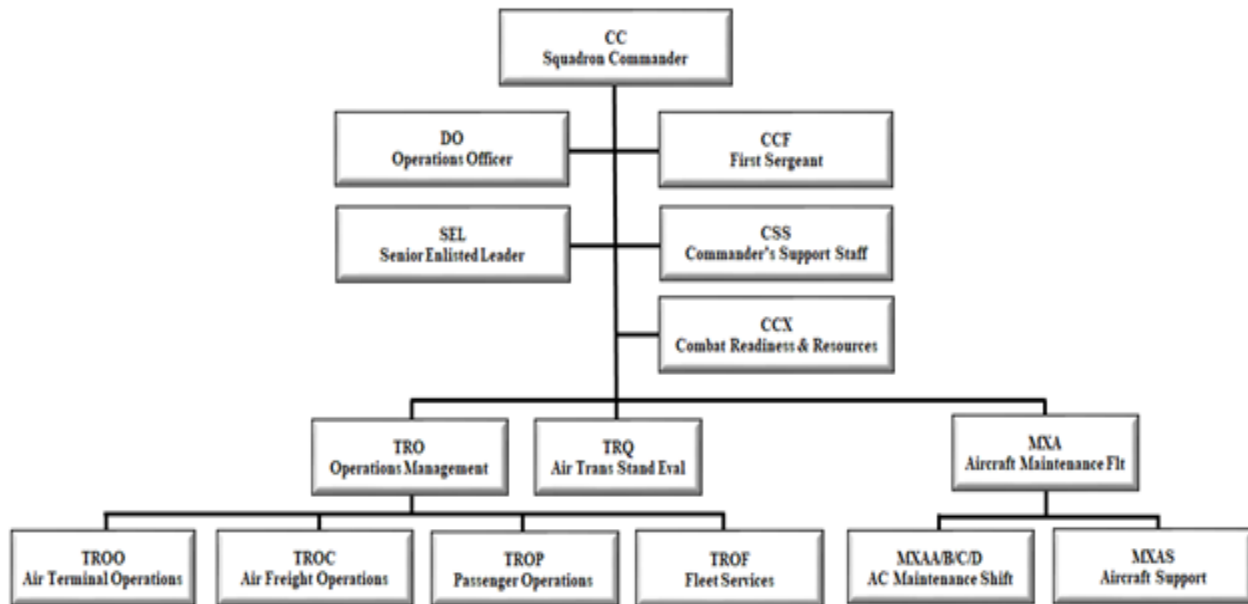 CC
Squadron Commander
DO
Operations Officer
CCF
First Sergeant
SEL
Senior Enlisted Leader
CSS
Commander's Support Staff
CCX
Combat Readiness & Resources
TRO
Operations Management
TRQ
Air Trans Stand Eval
MXA
Aircraft Maintenance Flt
TROO
Air Terminal Operations
TROC
Air Freight Operations
TROP
Passenger Operations
TROF
Fleet Services
MXAA/B/C/D
AC Maintenance Shift
MXAS
Aircraft Support